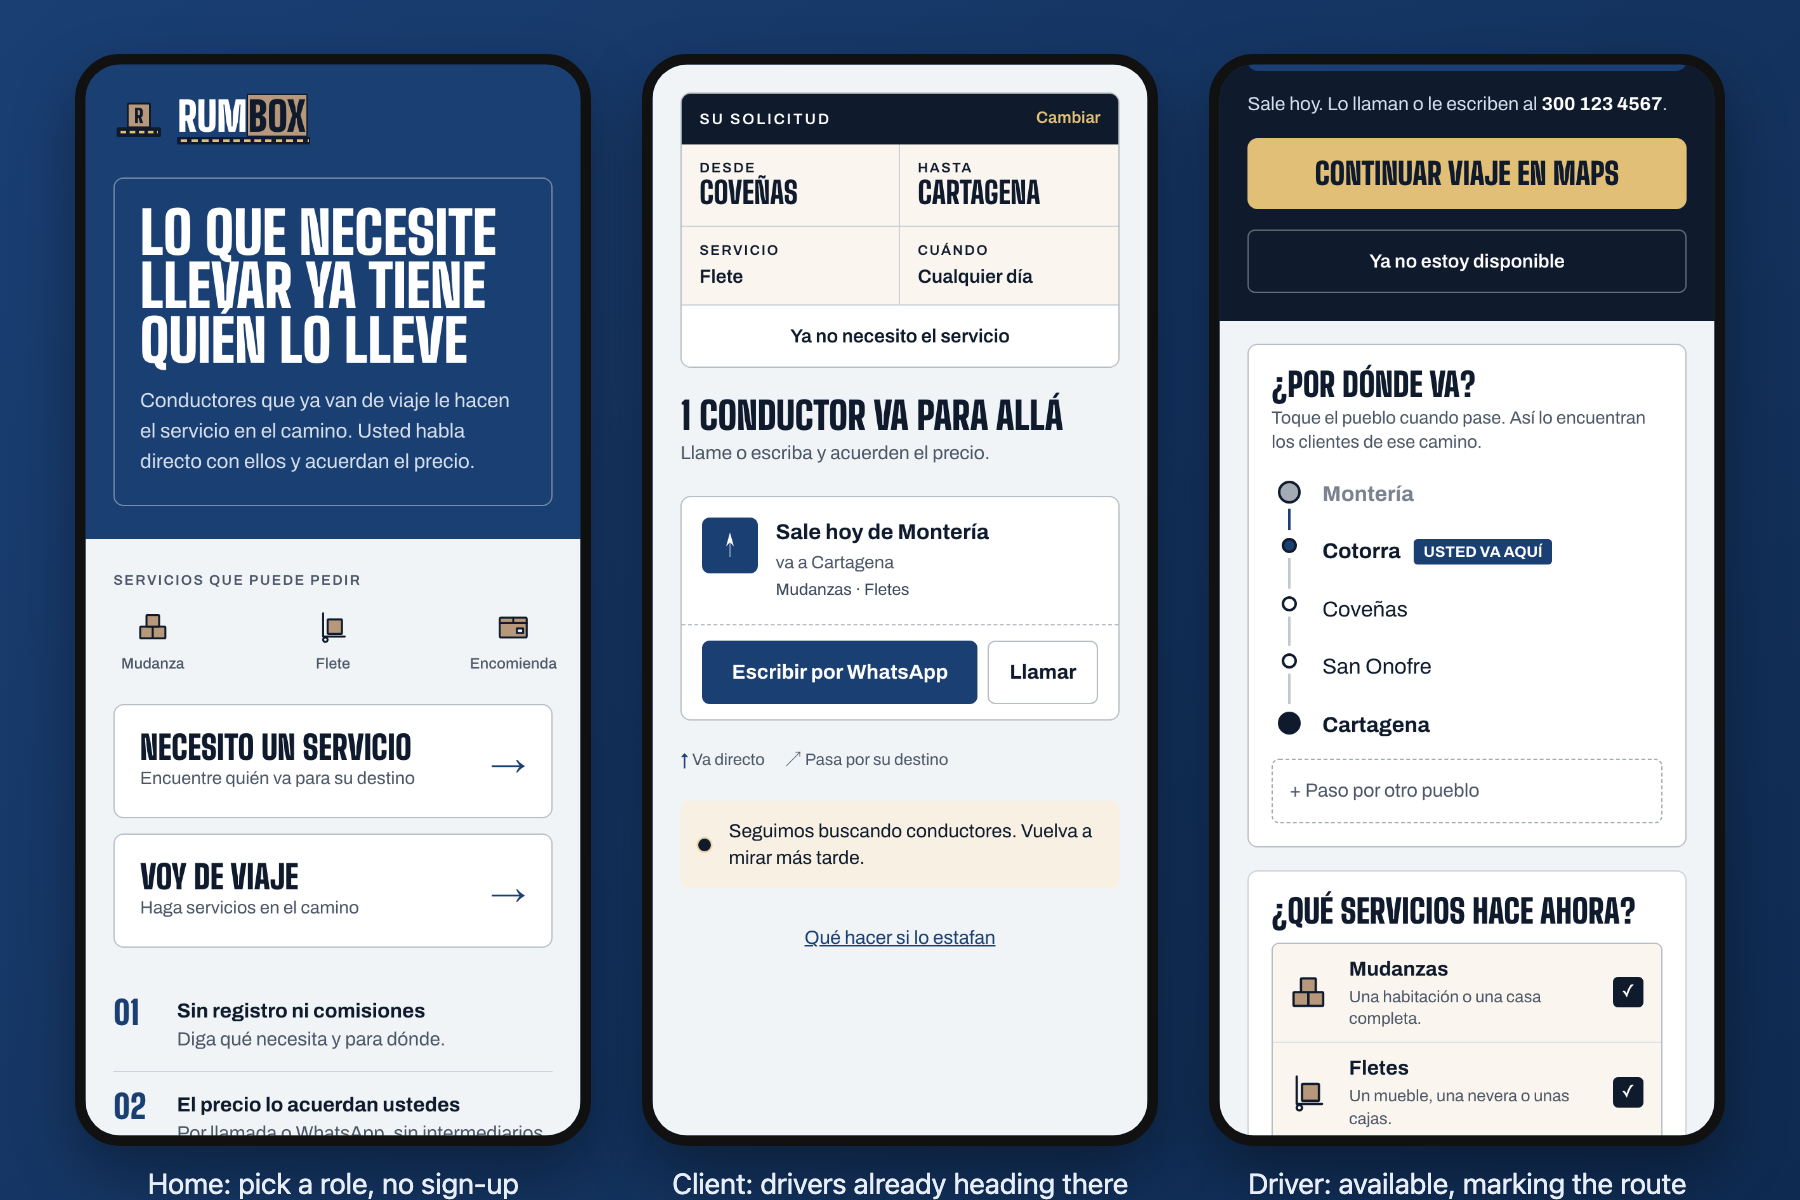 R
RUMBOX
LO QUE NECESITE
LLEVAR YA TIENE
QUIÉN LO LLEVE
Conductores que ya van de viaje le hacen
el servicio en el camino. Usted habla
directo con ellos y acuerdan el precio.
SERVICIOS QUE PUEDE PEDIR
Mudanza
Flete
Encomienda
NECESITO UN SERVICIO
Encuentre quién va para su destino
→
VOY DE VIAJE
Haga servicios en el camino
→
01
Sin registro ni comisiones
Diga qué necesita y para dónde.
02
El precio lo acuerdan ustedes
Por llamada o WhatsApp, sin intermediarios
Home: pick a role, no sign-up
SU SOLICITUD
Cambiar
DESDE
COVEÑAS
HASTA
CARTAGENA
SERVICIO
Flete
CUÁNDO
Cualquier día
Ya no necesito el servicio
1 CONDUCTOR VA PARA ALLÁ
Llame o escriba y acuerden el precio.
Sale hoy de Montería
va a Cartagena
Mudanzas · Fletes
Escribir por WhatsApp
Llamar
↑ Va directo
↗ Pasa por su destino
Seguimos buscando conductores. Vuelva a
mirar más tarde.
Qué hacer si lo estafan
Client: drivers already heading there
Sale hoy. Lo llaman o le escriben al 300 123 4567.
CONTINUAR VIAJE EN MAPS
Ya no estoy disponible
¿POR DÓNDE VA?
Toque el pueblo cuando pase. Así lo encuentran
los clientes de ese camino.
Montería
Cotorra
USTED VA AQUÍ
Coveñas
San Onofre
Cartagena
+ Paso por otro pueblo
¿QUÉ SERVICIOS HACE AHORA?
Mudanzas
Una habitación o una casa
completa.
✓
Fletes
Un mueble, una nevera o unas
cajas.
✓
Driver: available, marking the route